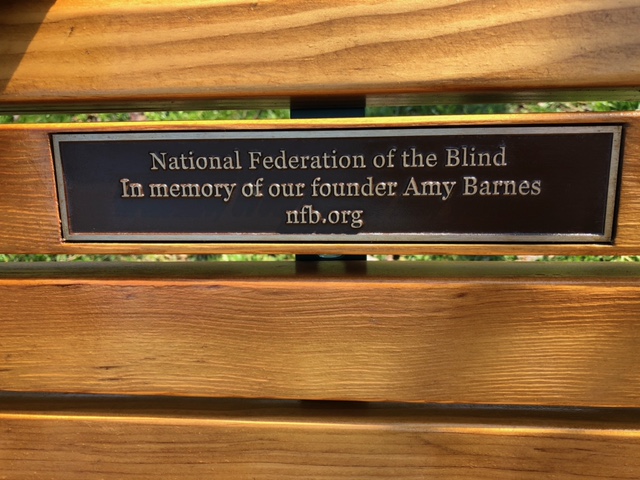 National Federation of the Blind
In memory of our founder Amy Barnes
nfb.org